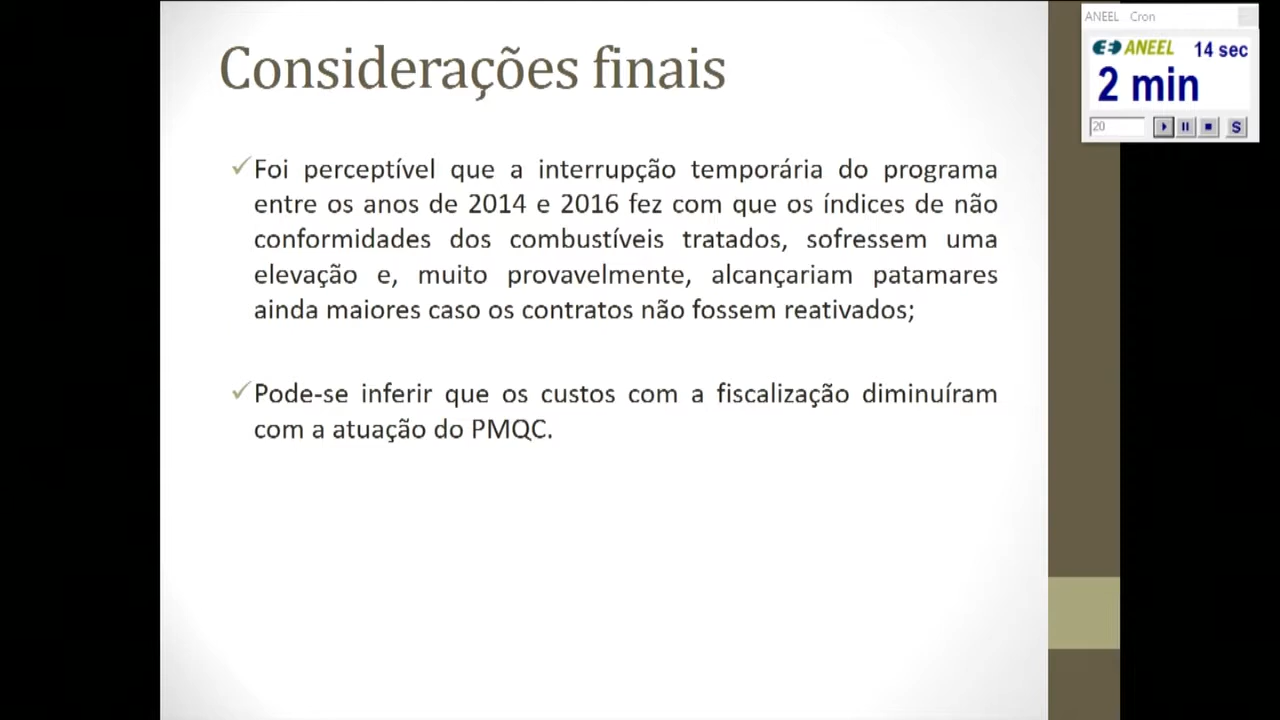 Considerações finais
ANEEL Cron
ANEEL 14 sec
2 min
20
S
Foi perceptível que a interrupção temporária do programa
entre os anos de 2014 e 2016 fez com que os índices de não
conformidades dos combustíveis tratados, sofressem uma
elevação e, muito provavelmente, alcançariam patamares
ainda maiores caso os contratos não fossem reativados;
Pode-se inferir que os custos com a fiscalização diminuíram
com a atuação do PMQC.